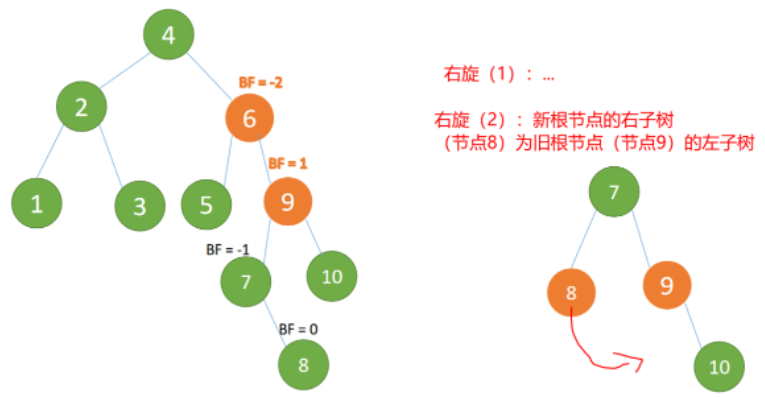 4
BF = -2
2
6
BF = 1
1
3
5
9
BF = -1
7
10
BF = 0
8
右旋（1）：...
右旋（2）：新根节点的右子树
（节点8）为旧根节点（节点9）的左子树
7
8
9
10